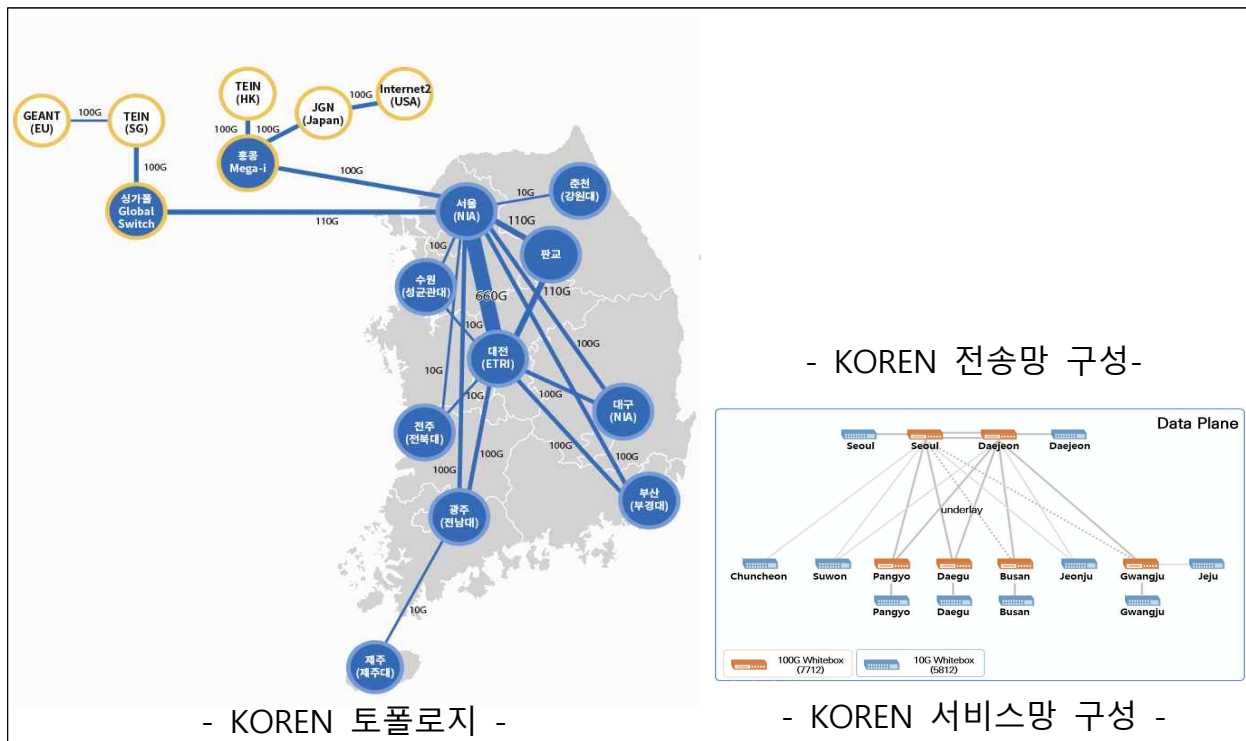 TEIN
(HK)
Internet2
(USA)
100G
JGN
(Japan)
GEANT
(EU)
100G
TEIN
(SG)
100G
100G
홍콩
Mega-i
100G
100G
춘천
(강원대)
10G
싱가폴
Global
Switch
110G
서울
(NIA)
110G
판교
10G
수원
(성균관대)
660G
110G
10G
대전
(ETRI)
100G
10G
10G
100G
대구
(NIA)
전주
(전북대)
100G
100G
100G
100G
부산
(부경대)
광주
(전남대)
10G
제주
(제주대)
- KOREN 토폴로지 -
- KOREN 전송망 구성-
Data Plane
Seoul
Seoul
Daejeon
Daejeon
underlay
Chuncheon
Suwon
Pangyo
Daegu
Busan
Jeonju
Gwangju
Jeju
Pangyo
Daegu
Busan
Gwangju
100G Whitebox
(7712)
10G Whitebox
(5812)
- KOREN 서비스망 구성 -